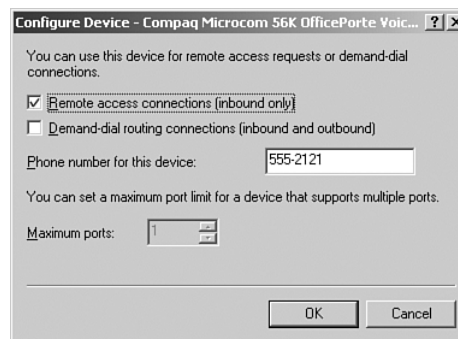 Configure Device - Compaq Microcom 56K OfficePorte Voic...
You can use this device for remote access requests or demand-dial
connections.
Remote access connections (inbound only)
Demand-dial routing connections (inbound and outbound)
Phone number for this device: 555-2121
You can set a maximum port limit for a device that supports multiple ports.
Maximum ports: 1
OK Cancel